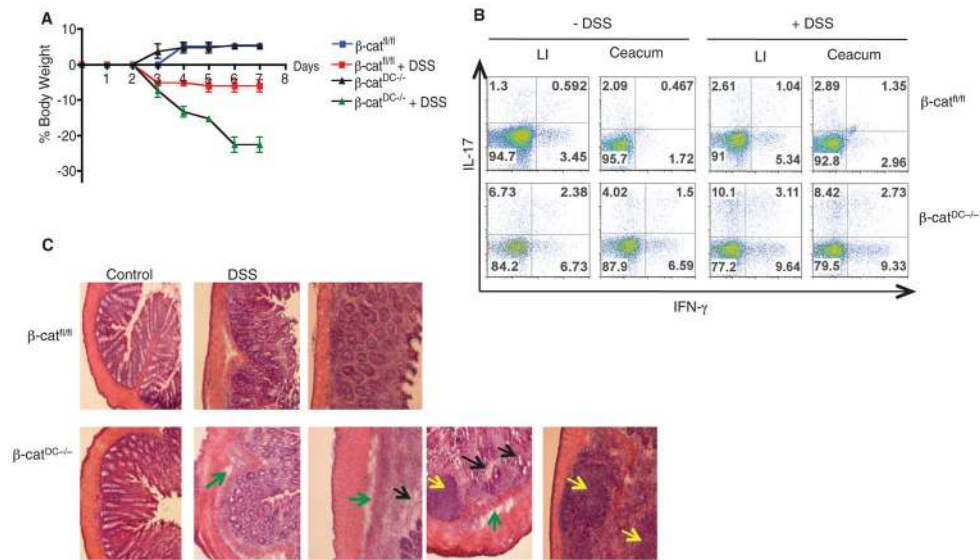 A
10
0
-10
-20
-30
% Body Weight
0 1 2 3 4 5 6 7 8 Days
β-cat^fl/fl
β-cat^fl/fl + DSS
β-cat^DC-/-
β-cat^DC-/- + DSS
B
- DSS + DSS
LI Ceacum LI Ceacum
1.3 0.592 2.09 0.467 2.61 1.04 2.89 1.35
β-cat^fl/fl
94.7 3.45 95.7 1.72 91 5.34 92.8 2.96
6.73 2.38 4.02 1.5 10.1 3.11 8.42 2.73
β-cat^DC-/-
84.2 6.73 87.9 6.59 77.2 9.64 79.5 9.33
IL-17
IFN-γ
C
Control DSS
β-cat^fl/fl
β-cat^DC-/-